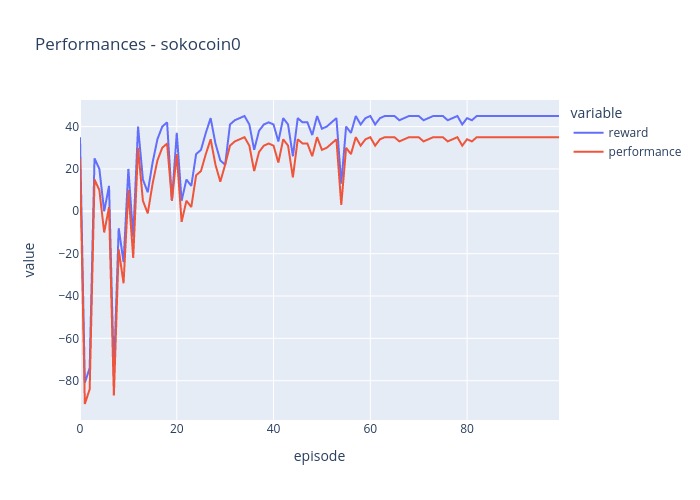 Performances - sokocoin0
variable
reward
performance
value
40
20
0
−20
−40
−60
−80
0 20 40 60 80
episode